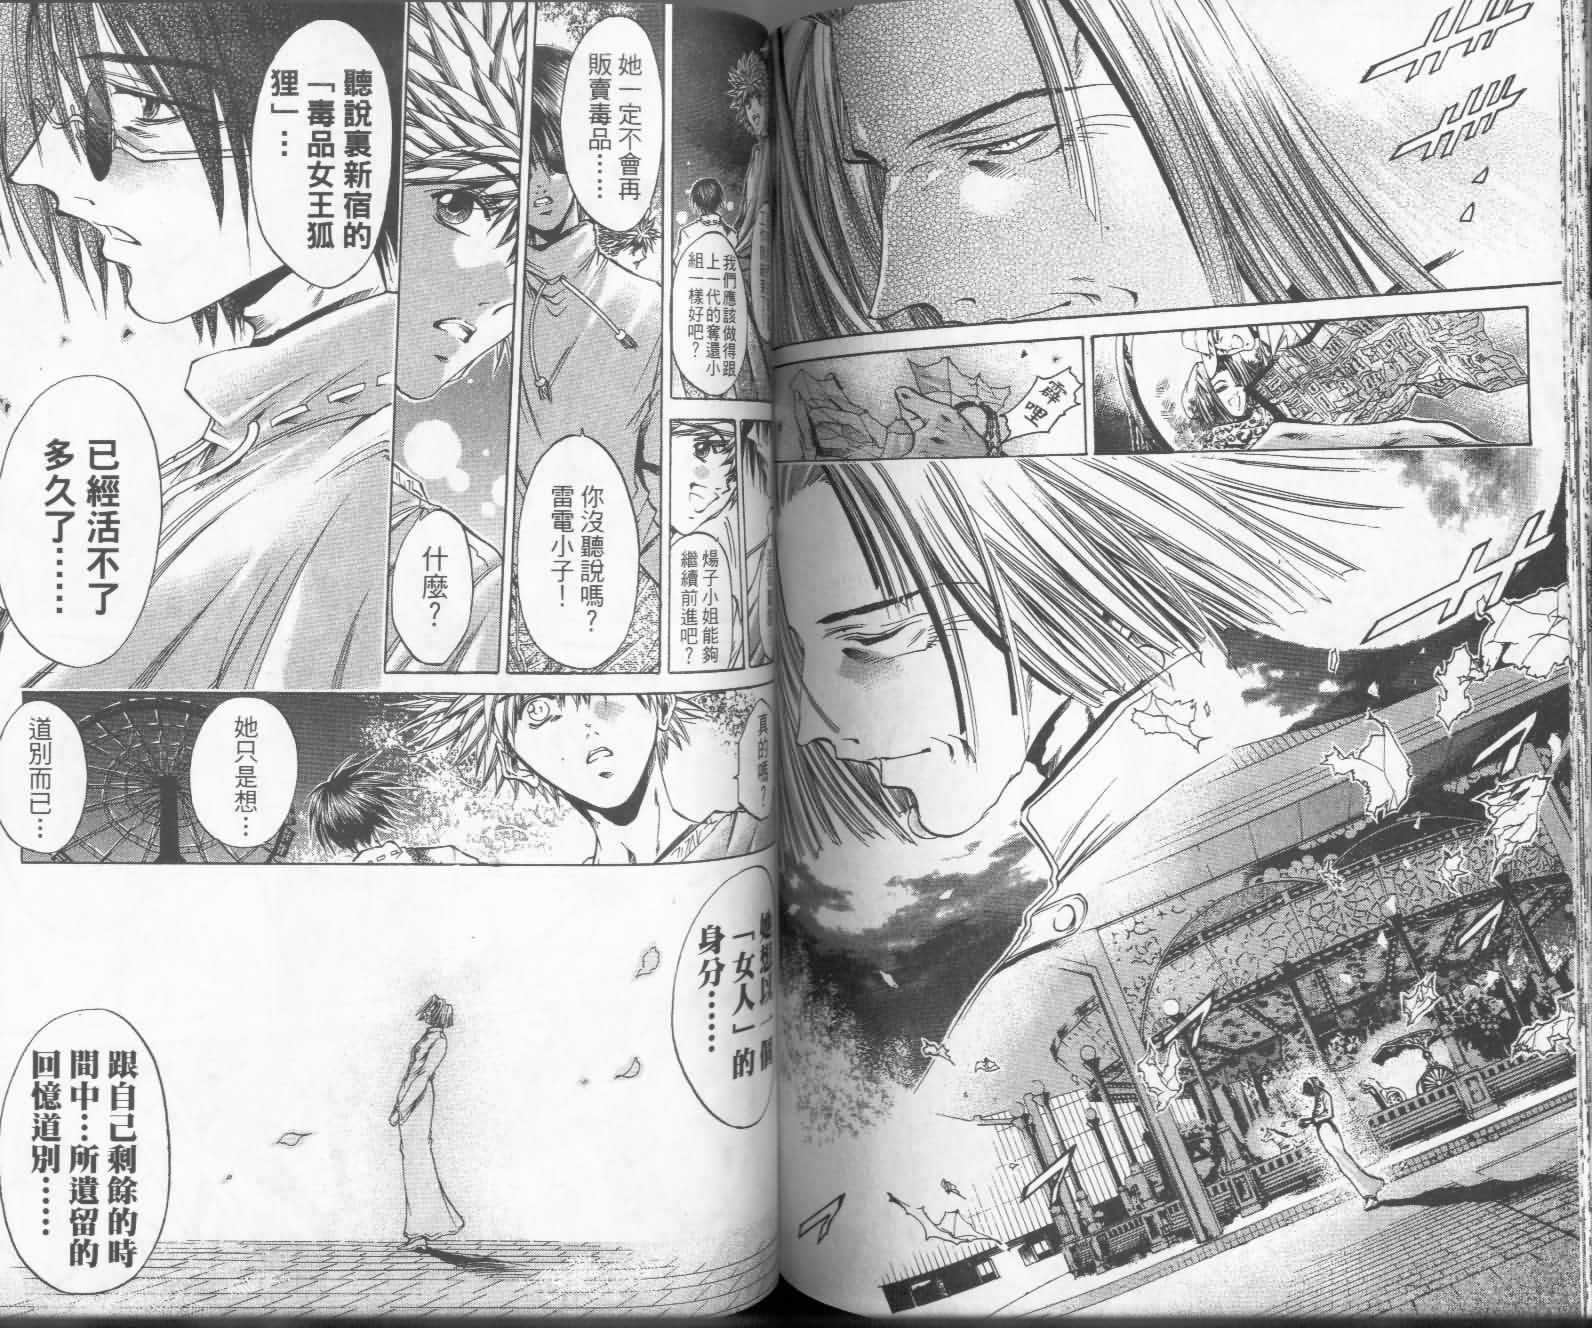 霹
哩
我們應該做得跟
上一代的奪還小
組一樣好吧？
煬子小姐能夠
繼續前進吧？
她一定不會再
販賣毒品……
你沒聽說嗎？
雷電小子！
什麼？
聽說裏新宿的
「毒品女王狐
狸」…
已經活不了
多久了……
真的嗎？
她只是想…
道別而已…
她想以一個
「女人」的
身分……
跟自己剩餘的時
間中…所遺留的
回憶道別……